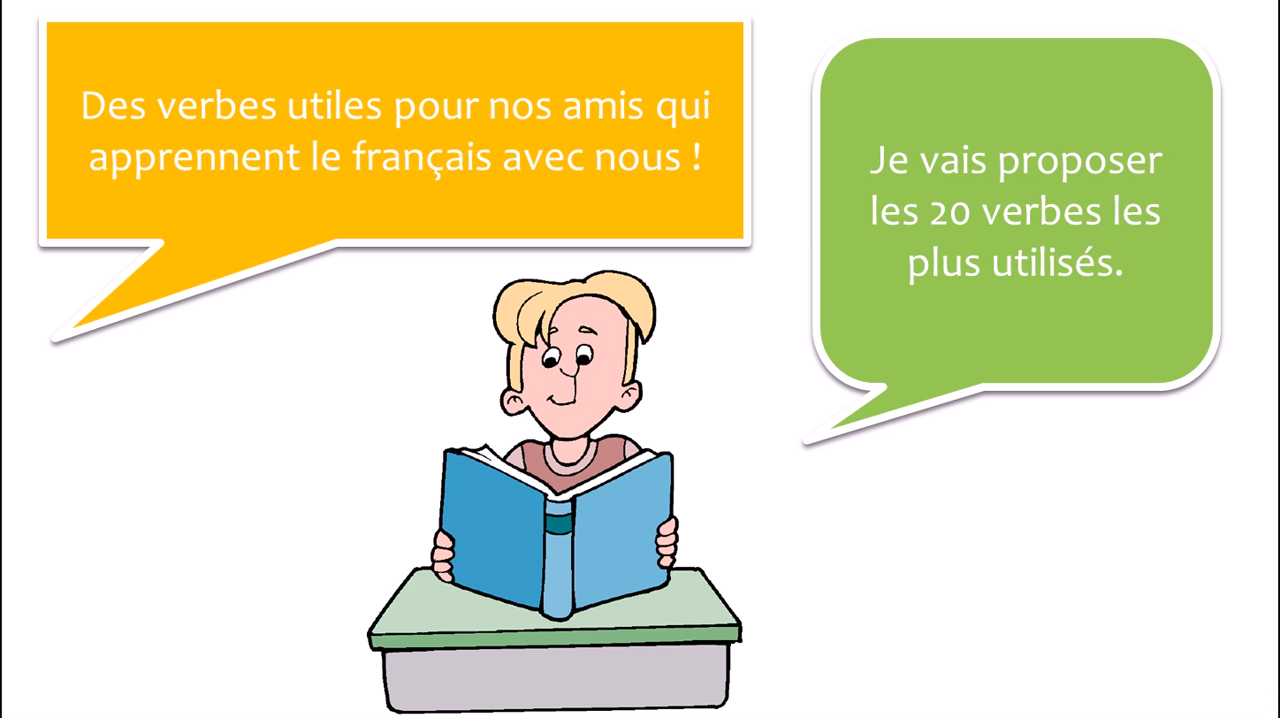 Des verbes utiles pour nos amis qui
apprennent le français avec nous !
Je vais proposer
les 20 verbes les
plus utilisés.